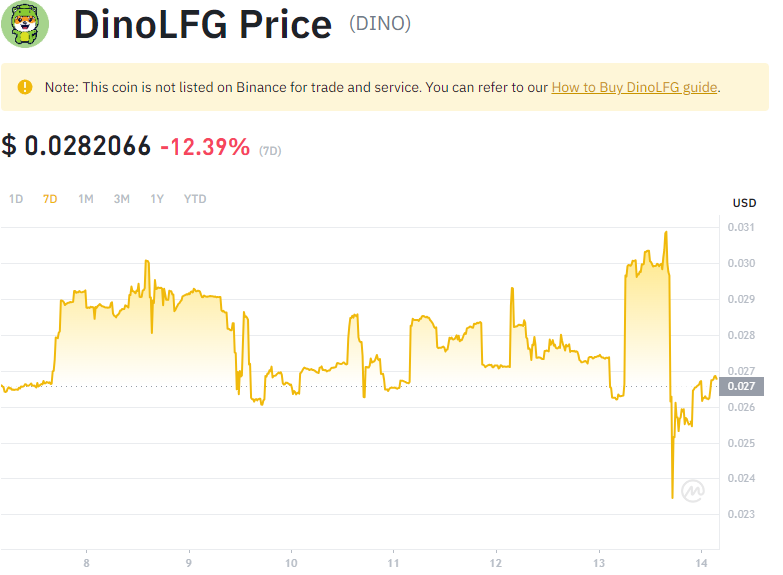 DinoLFG Price (DINO)
Note: This coin is not listed on Binance for trade and service. You can refer to our How to Buy DinoLFG guide.
$ 0.0282066 -12.39% (7D)
1D 7D 1M 3M 1Y YTD
USD
0.031
0.030
0.029
0.028
0.027
0.027
0.026
0.025
0.024
0.023
8 9 10 11 12 13 14